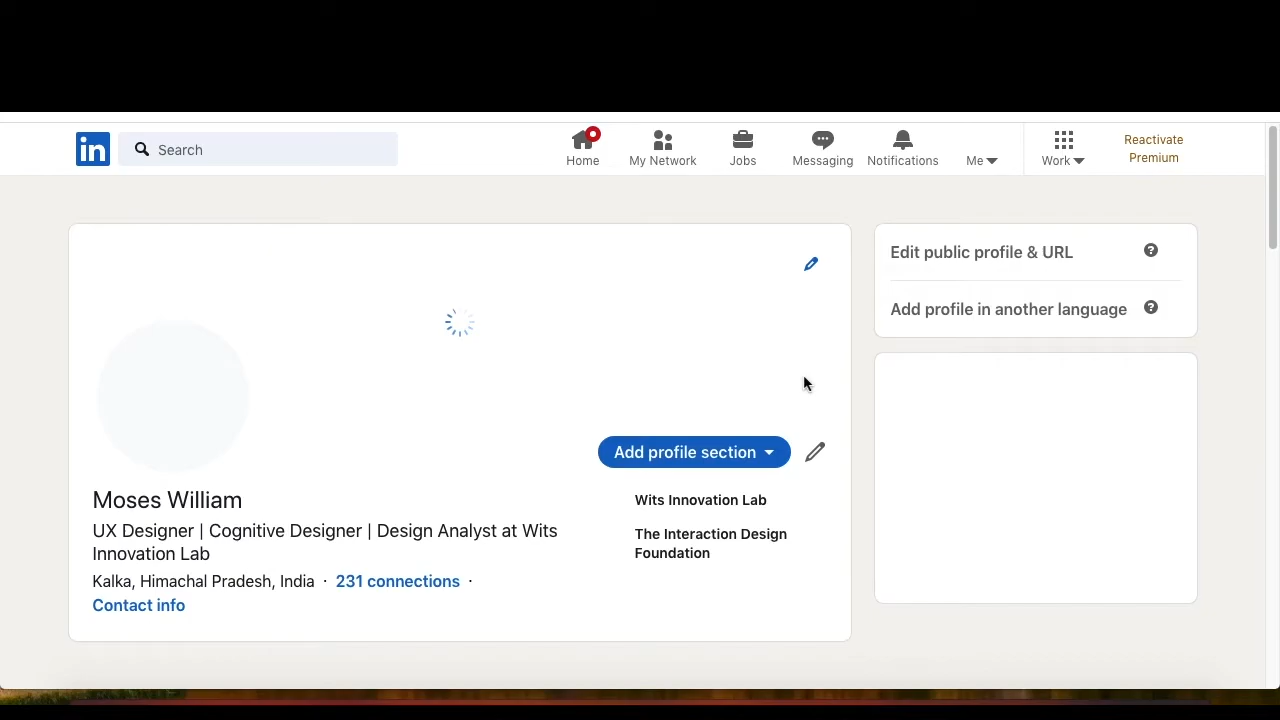 in
Search
Home
My Network
Jobs
Messaging
Notifications
Me
Work
Reactivate
Premium
Edit public profile & URL
?
Add profile in another language
?
Add profile section
Moses William
UX Designer | Cognitive Designer | Design Analyst at Wits
Innovation Lab
Kalka, Himachal Pradesh, India · 231 connections ·
Contact info
Wits Innovation Lab
The Interaction Design
Foundation